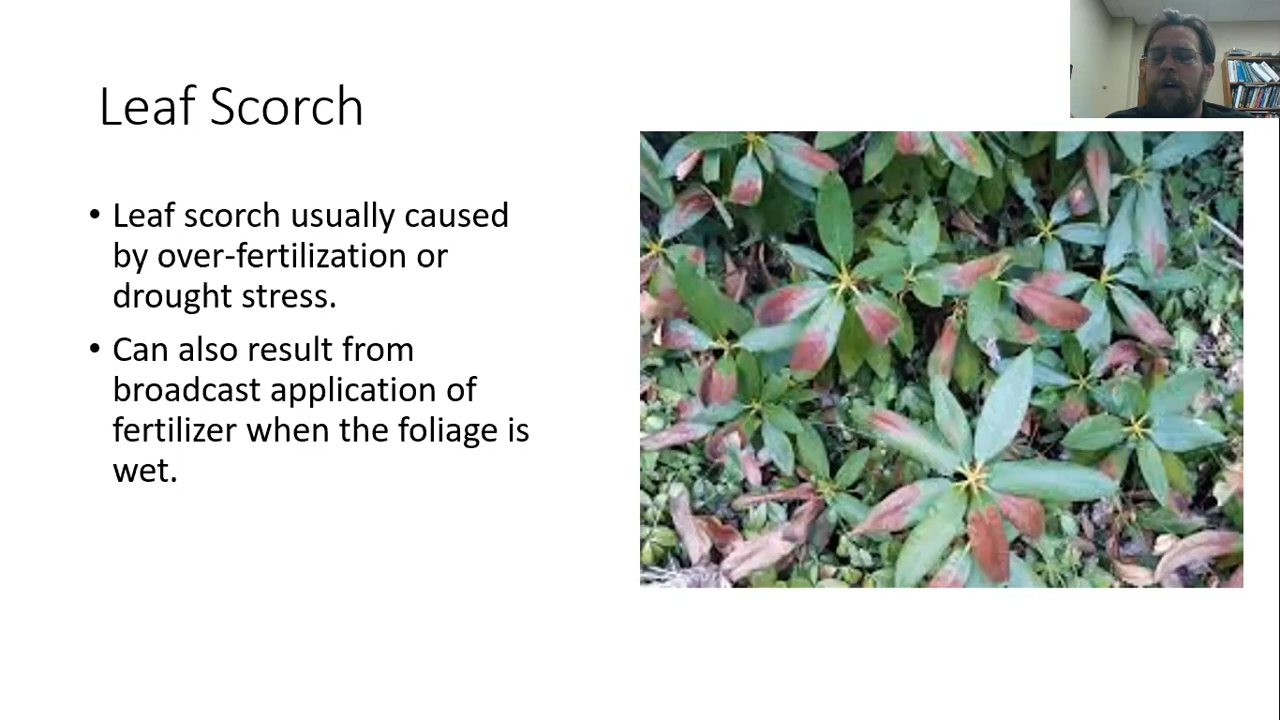 Leaf Scorch
• Leaf scorch usually caused
by over-fertilization or
drought stress.
• Can also result from
broadcast application of
fertilizer when the foliage is
wet.